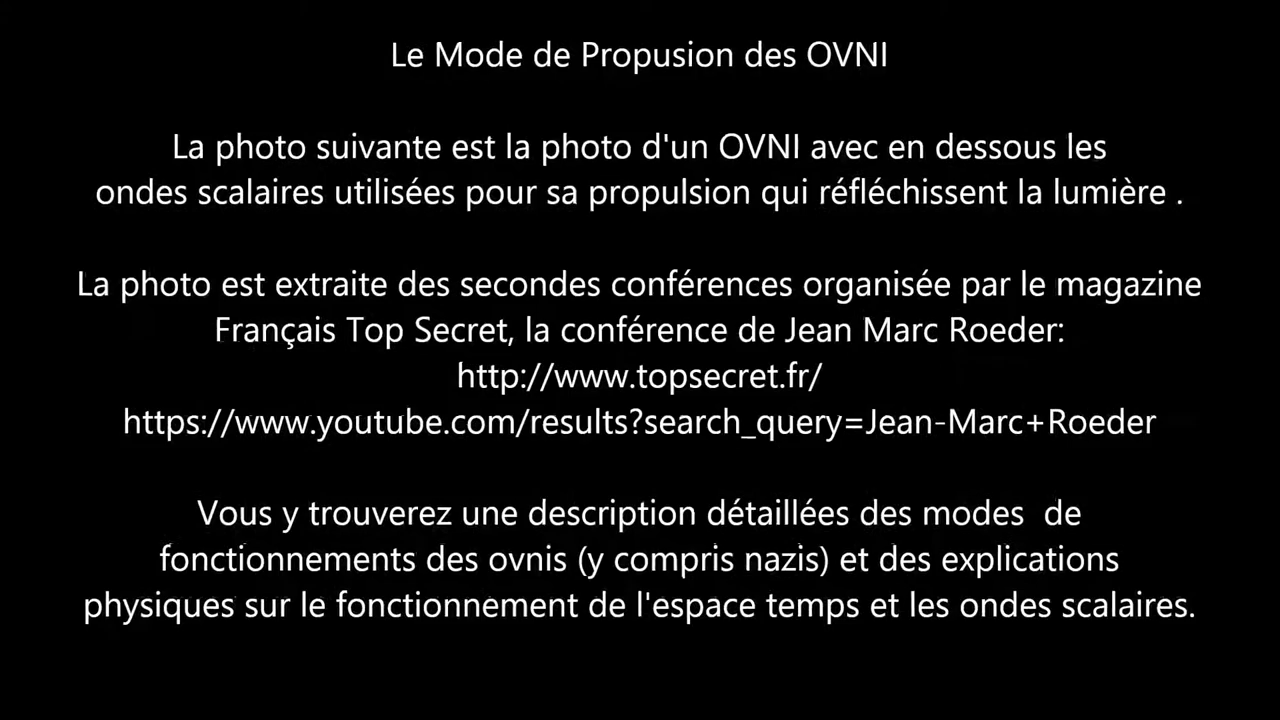 Le Mode de Propusion des OVNI
La photo suivante est la photo d'un OVNI avec en dessous les
ondes scalaires utilisées pour sa propulsion qui réfléchissent la lumière .
La photo est extraite des secondes conférences organisée par le magazine
Français Top Secret, la conférence de Jean Marc Roeder:
http://www.topsecret.fr/
https://www.youtube.com/results?search_query=Jean-Marc+Roeder
Vous y trouverez une description détaillées des modes  de
fonctionnements des ovnis (y compris nazis) et des explications
physiques sur le fonctionnement de l'espace temps et les ondes scalaires.